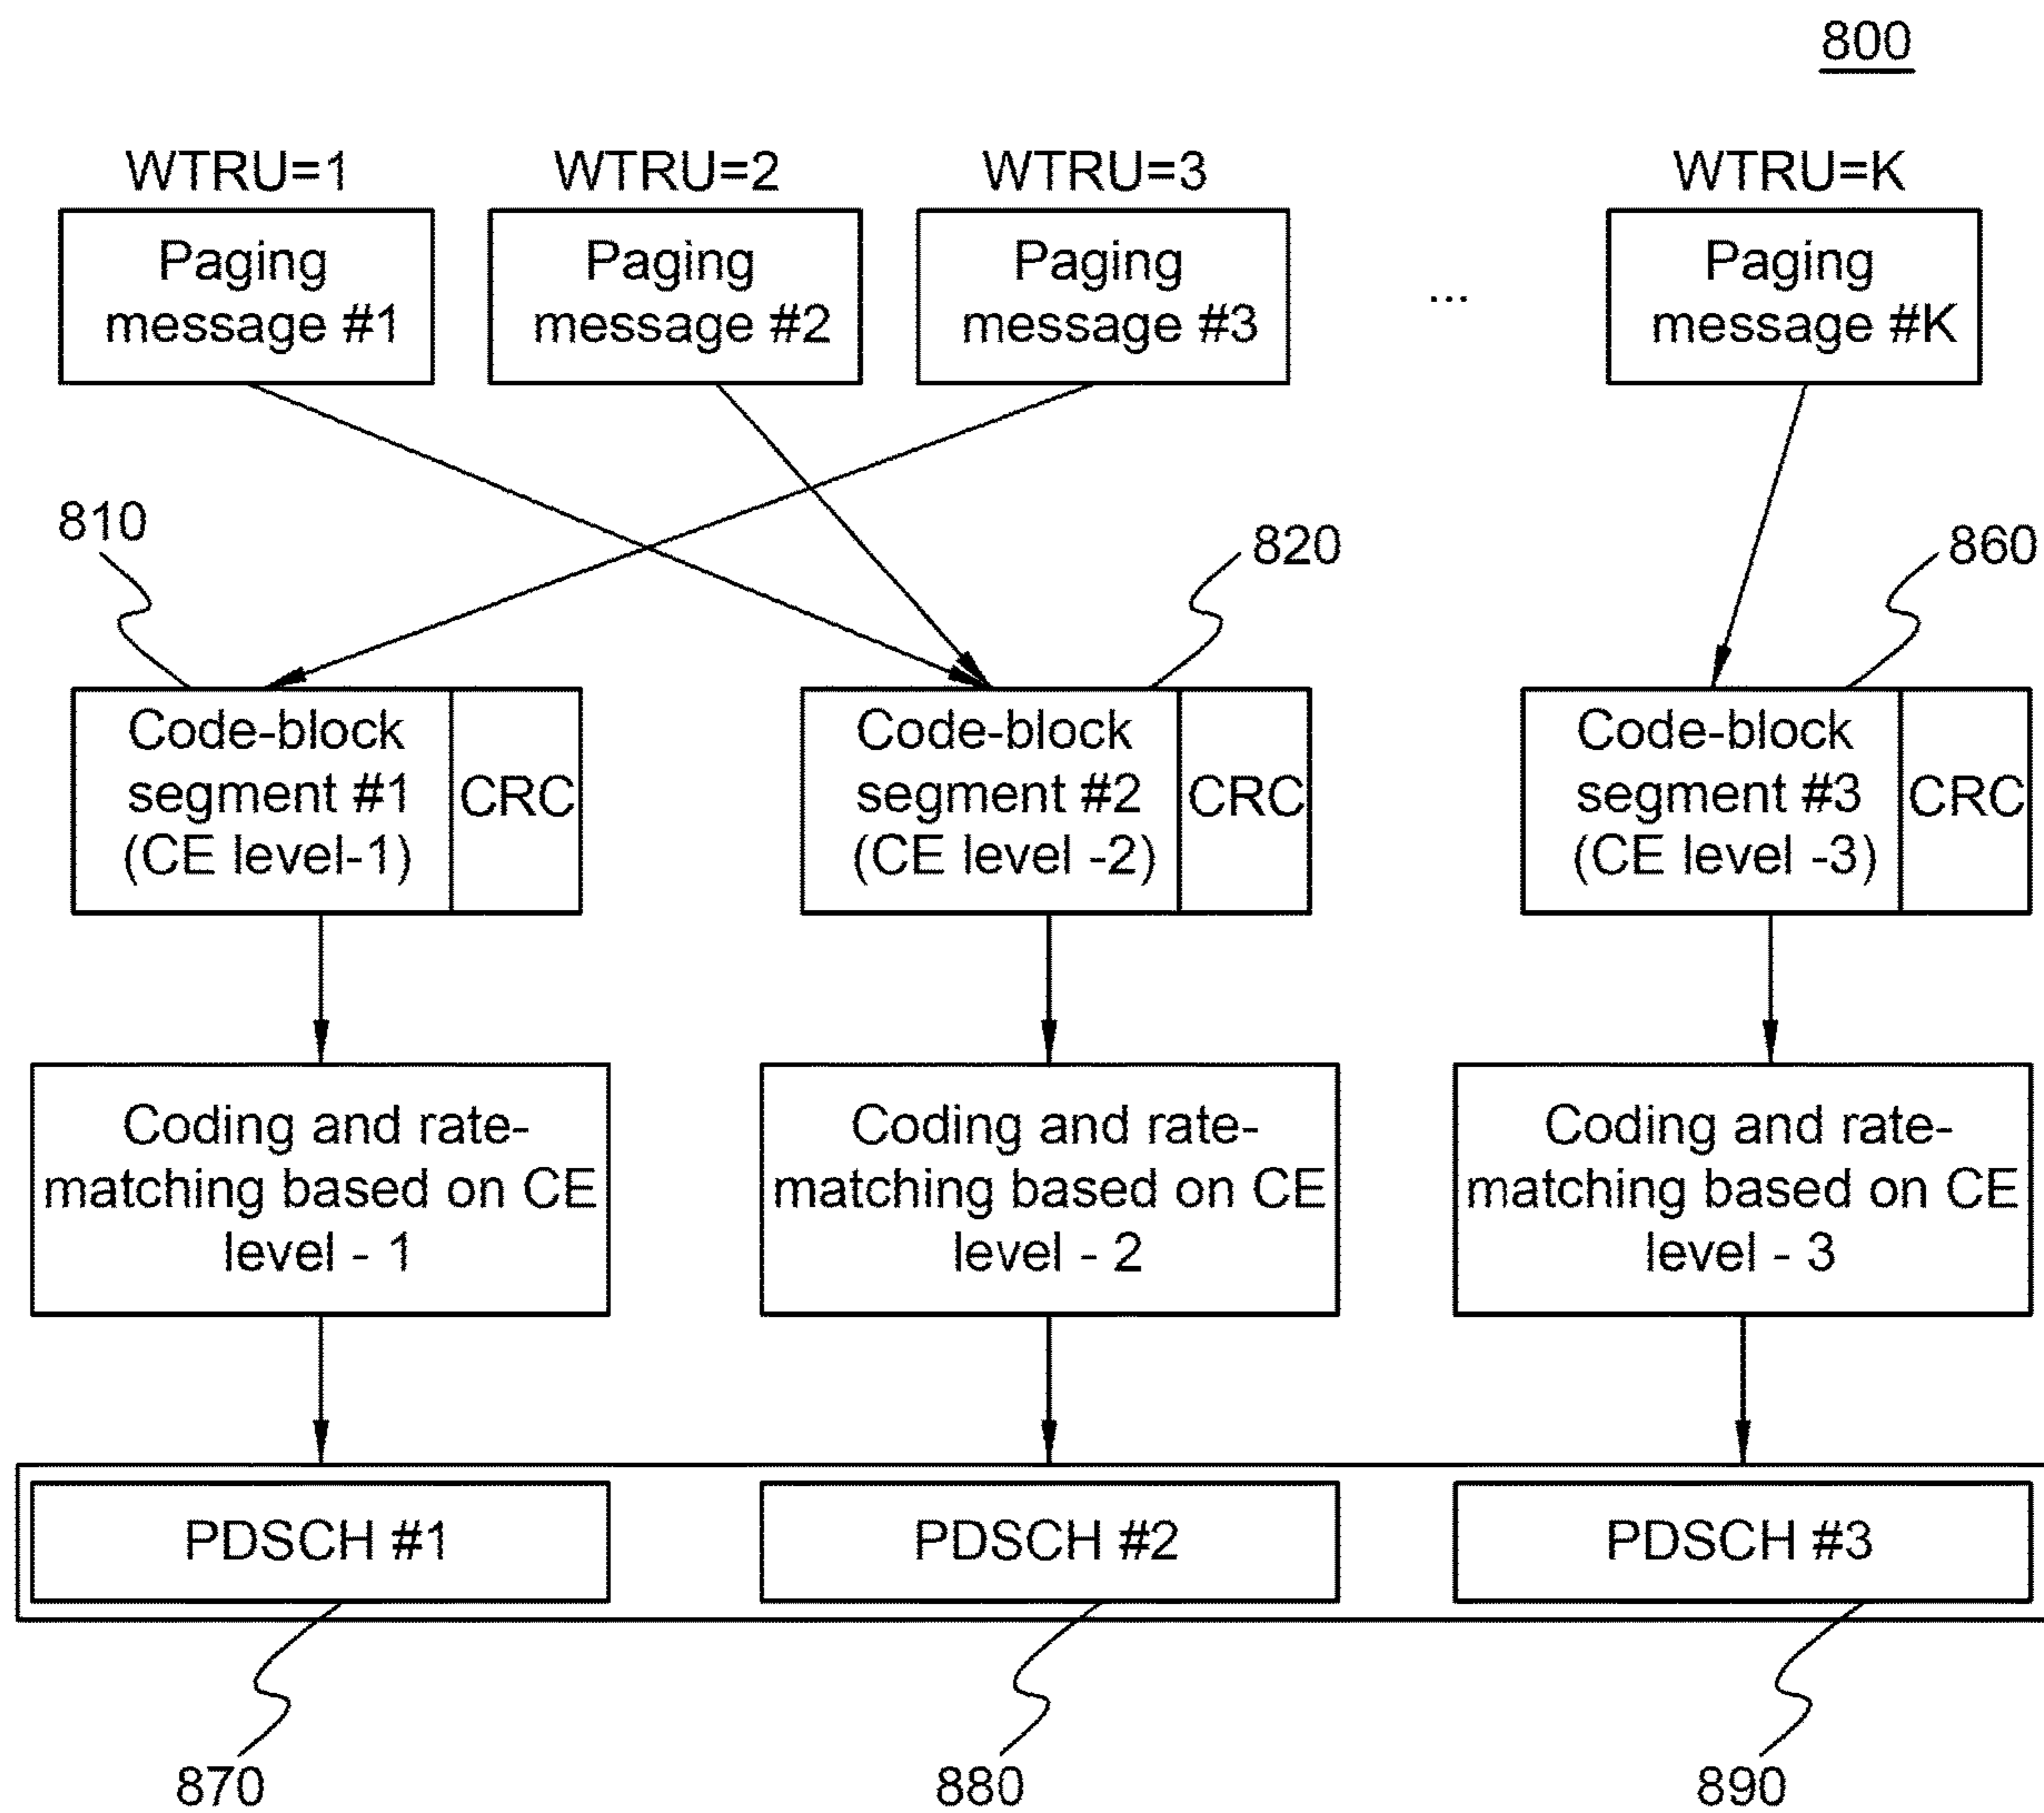 800
WTRU=1
WTRU=2
WTRU=3
WTRU=K
Paging
message #1
Paging
message #2
Paging
message #3
...
Paging
message #K
810
820
860
Code-block
segment #1
(CE level-1)
CRC
Code-block
segment #2
(CE level -2)
CRC
Code-block
segment #3
(CE level -3)
CRC
Coding and rate-
matching based on CE
level - 1
Coding and rate-
matching based on CE
level - 2
Coding and rate-
matching based on CE
level - 3
PDSCH #1
PDSCH #2
PDSCH #3
870
880
890